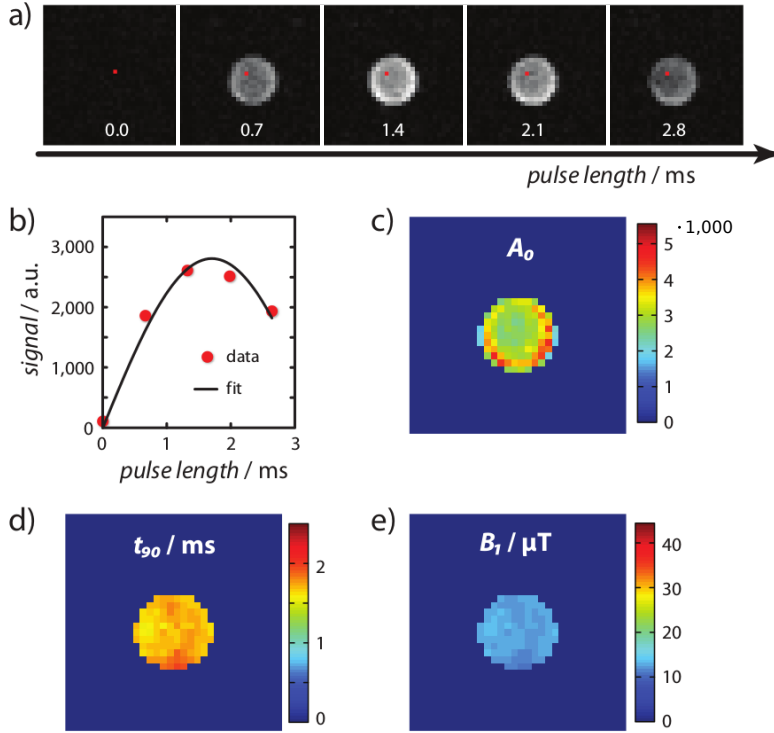 a)
0.0 0.7 1.4 2.1 2.8
pulse length / ms
b)
3,000
2,000
1,000
0
signal / a.u.
data
fit
0 1 2 3
pulse length / ms
c)
A₀
·1,000
5
4
3
2
1
0
d)
t₉₀ / ms
2
1
0
e)
B₁ / µT
40
30
20
10
0